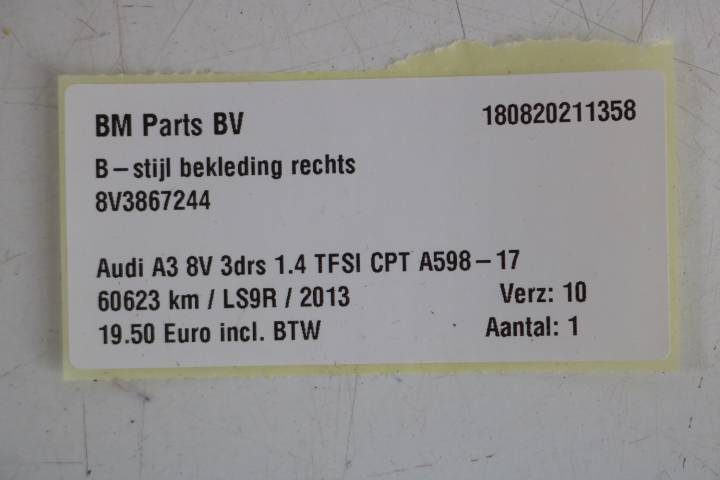 BM Parts BV 180820211358
B-stijl bekleding rechts
8V3867244
Audi A3 8V 3drs 1.4 TFSI CPT A598-17
60623 km / LS9R / 2013 Verz: 10
19.50 Euro incl. BTW Aantal: 1